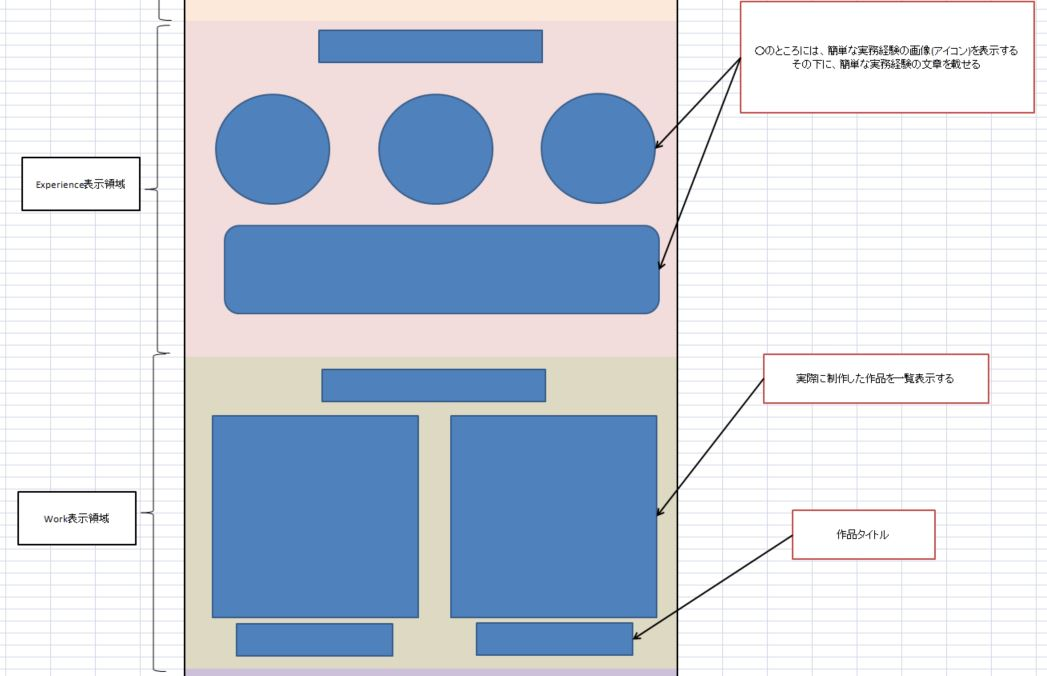 〇のところには、簡単な実務経験の画像(アイコン)を表示する
その下に、簡単な実務経験の文章を載せる
Experience表示領域
実際に制作した作品を一覧表示する
Work表示領域
作品タイトル